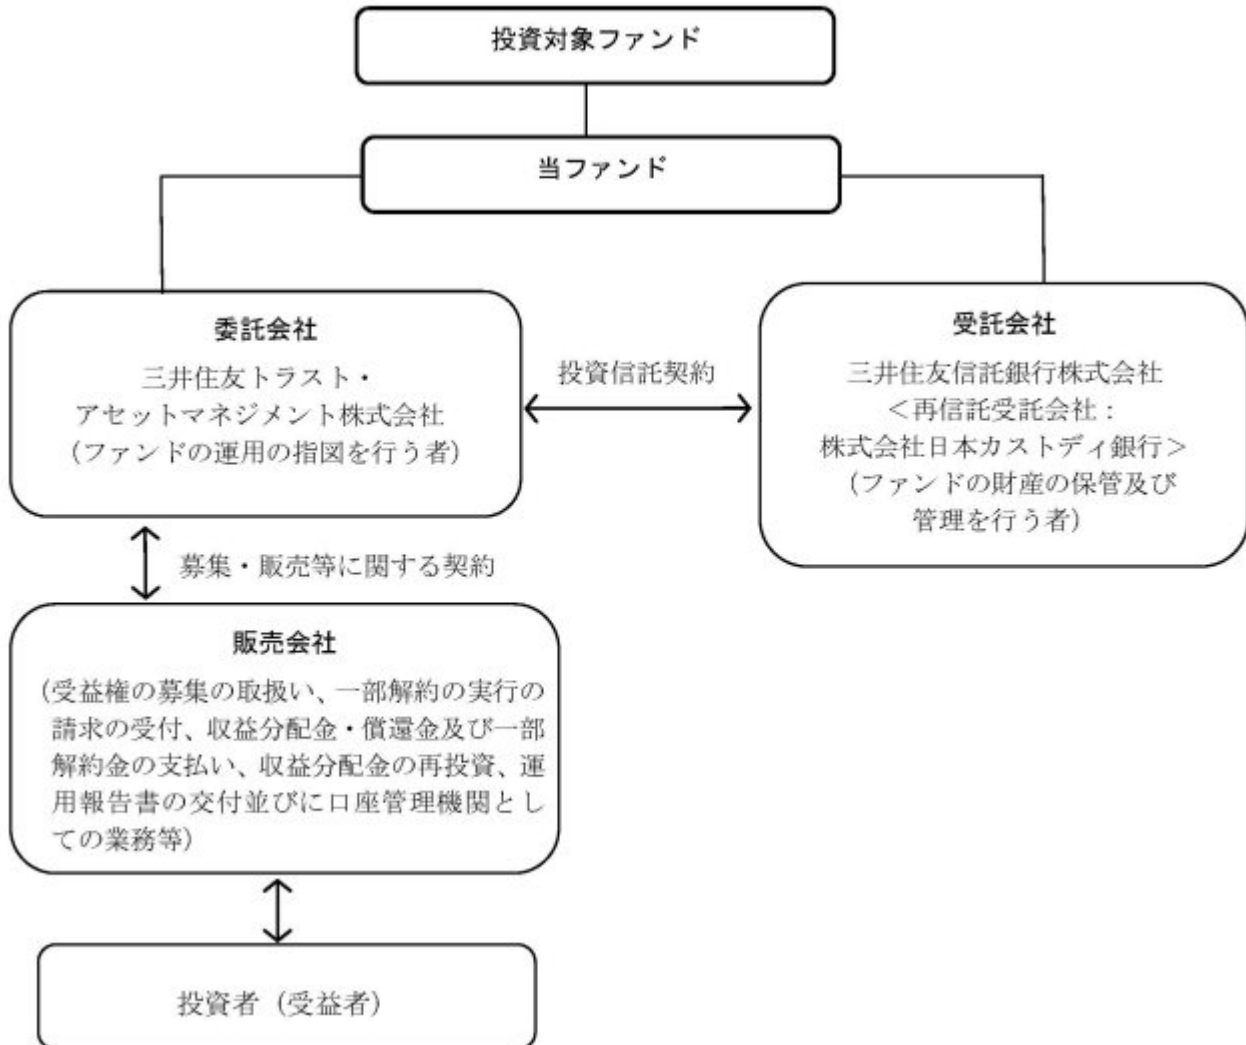 投資対象ファンド
当ファンド
委託会社
三井住友トラスト・
アセットマネジメント株式会社
（ファンドの運用の指図を行う者）
投資信託契約
受託会社
三井住友信託銀行株式会社
＜再信託受託会社：
株式会社日本カストディ銀行＞
（ファンドの財産の保管及び
管理を行う者）
募集・販売等に関する契約
販売会社
（受益権の募集の取扱い、一部解約の実行の
請求の受付、収益分配金・償還金及び一部
解約金の支払い、収益分配金の再投資、運
用報告書の交付並びに口座管理機関とし
ての業務等）
投資者（受益者）